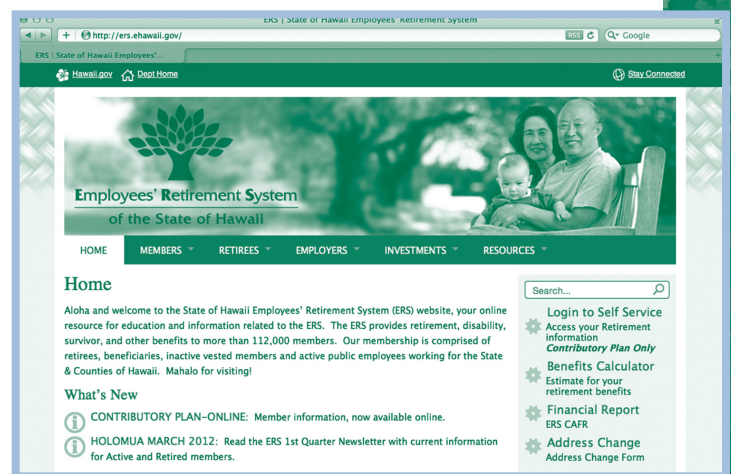 ERS | State of Hawaii Employees' Retirement System
http://ers.ehawaii.gov/
RSS
Google
ERS | State of Hawaii Employees'...
Hawaii.gov Dept Home
Stay Connected
Employees' Retirement System
of the State of Hawaii
HOME MEMBERS RETIREES EMPLOYERS INVESTMENTS RESOURCES
Home
Aloha and welcome to the State of Hawaii Employees' Retirement System (ERS) website, your online
resource for education and information related to the ERS. The ERS provides retirement, disability,
survivor, and other benefits to more than 112,000 members. Our membership is comprised of
retirees, beneficiaries, inactive vested members and active public employees working for the State
& Counties of Hawaii. Mahalo for visiting!
What's New
CONTRIBUTORY PLAN-ONLINE: Member information, now available online.
HOLOMUA MARCH 2012: Read the ERS 1st Quarter Newsletter with current information
for Active and Retired members.
Search...
Login to Self Service
Access your Retirement
information
Contributory Plan Only
Benefits Calculator
Estimate for your
retirement benefits
Financial Report
ERS CAFR
Address Change
Address Change Form